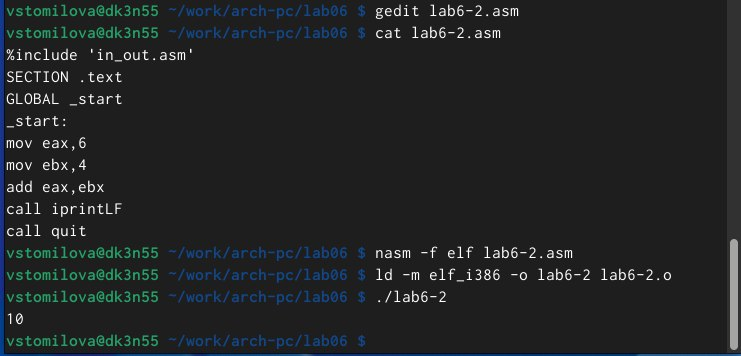 vstomilova@dk3n55 ~/work/arch-pc/lab06 $ gedit lab6-2.asm
vstomilova@dk3n55 ~/work/arch-pc/lab06 $ cat lab6-2.asm
%include 'in_out.asm'
SECTION .text
GLOBAL _start
_start:
mov eax,6
mov ebx,4
add eax,ebx
call iprintLF
call quit
vstomilova@dk3n55 ~/work/arch-pc/lab06 $ nasm -f elf lab6-2.asm
vstomilova@dk3n55 ~/work/arch-pc/lab06 $ ld -m elf_i386 -o lab6-2 lab6-2.o
vstomilova@dk3n55 ~/work/arch-pc/lab06 $ ./lab6-2
10
vstomilova@dk3n55 ~/work/arch-pc/lab06 $